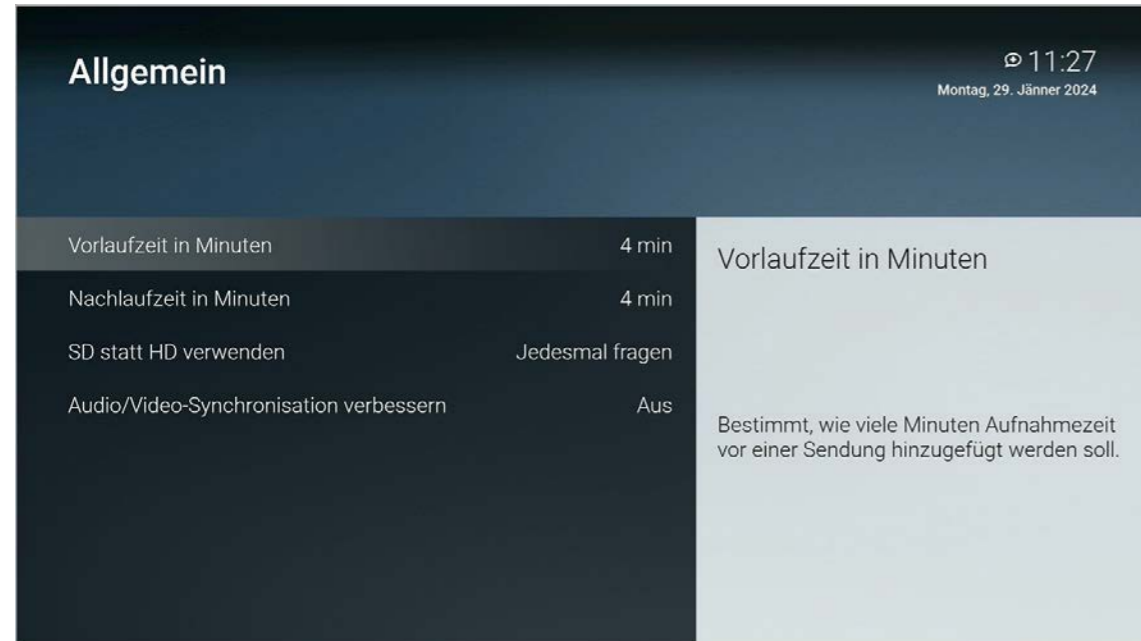 Allgemein
11:27
Montag, 29. Jänner 2024
Vorlaufzeit in Minuten 4 min
Nachlaufzeit in Minuten 4 min
SD statt HD verwenden Jedesmal fragen
Audio/Video-Synchronisation verbessern Aus
Vorlaufzeit in Minuten
Bestimmt, wie viele Minuten Aufnahmezeit
vor einer Sendung hinzugefügt werden soll.